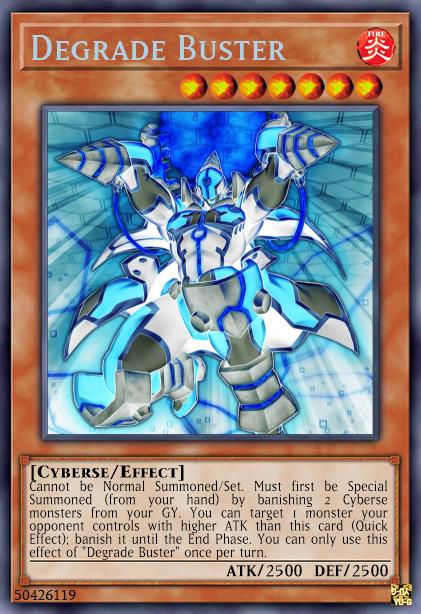 Degrade Buster
FIRE
炎
[Cyberse/Effect]
Cannot be Normal Summoned/Set. Must first be Special
Summoned (from your hand) by banishing 2 Cyberse
monsters from your GY. You can target 1 monster your
opponent controls with higher ATK than this card (Quick
Effect); banish it until the End Phase. You can only use this
effect of "Degrade Buster" once per turn.
ATK/2500 DEF/2500
50426119